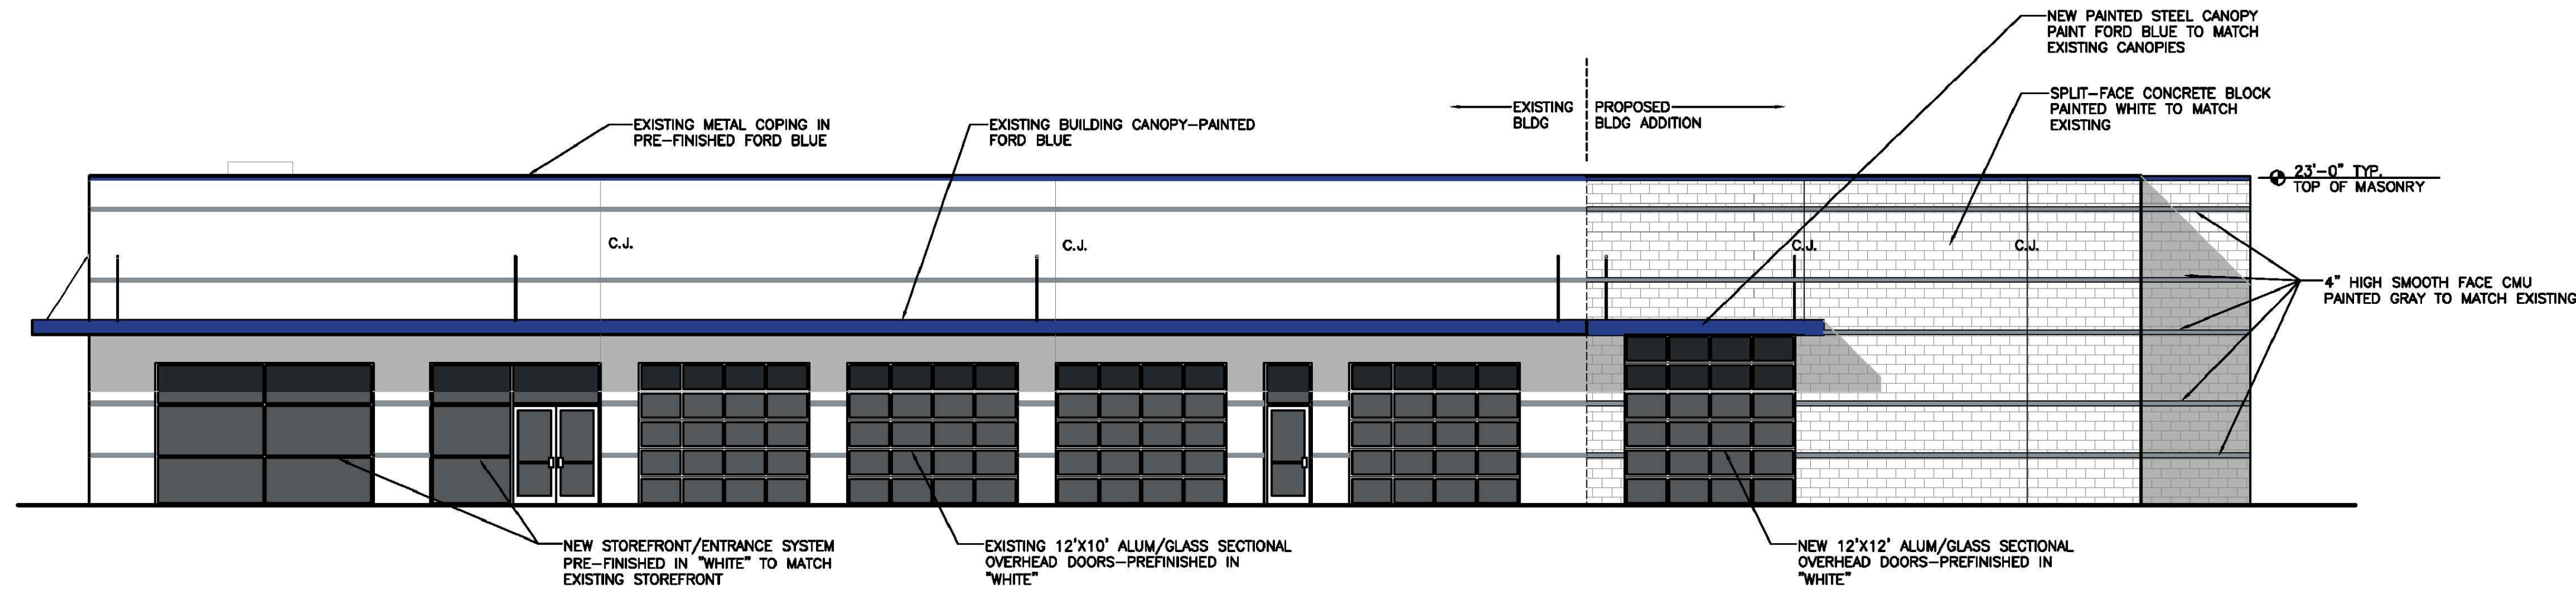 NEW PAINTED STEEL CANOPY
PAINT FORD BLUE TO MATCH
EXISTING CANOPIES
SPLIT-FACE CONCRETE BLOCK
PAINTED WHITE TO MATCH
EXISTING
EXISTING
BLDG
PROPOSED
BLDG ADDITION
EXISTING METAL COPING IN
PRE-FINISHED FORD BLUE
EXISTING BUILDING CANOPY-PAINTED
FORD BLUE
23'-0" TYP.
TOP OF MASONRY
C.J.
C.J.
C.J.
C.J.
4" HIGH SMOOTH FACE CMU
PAINTED GRAY TO MATCH EXISTING
NEW STOREFRONT/ENTRANCE SYSTEM
PRE-FINISHED IN "WHITE" TO MATCH
EXISTING STOREFRONT
EXISTING 12'X10' ALUM/GLASS SECTIONAL
OVERHEAD DOORS-PREFINISHED IN
"WHITE"
NEW 12'X12' ALUM/GLASS SECTIONAL
OVERHEAD DOORS-PREFINISHED IN
"WHITE"